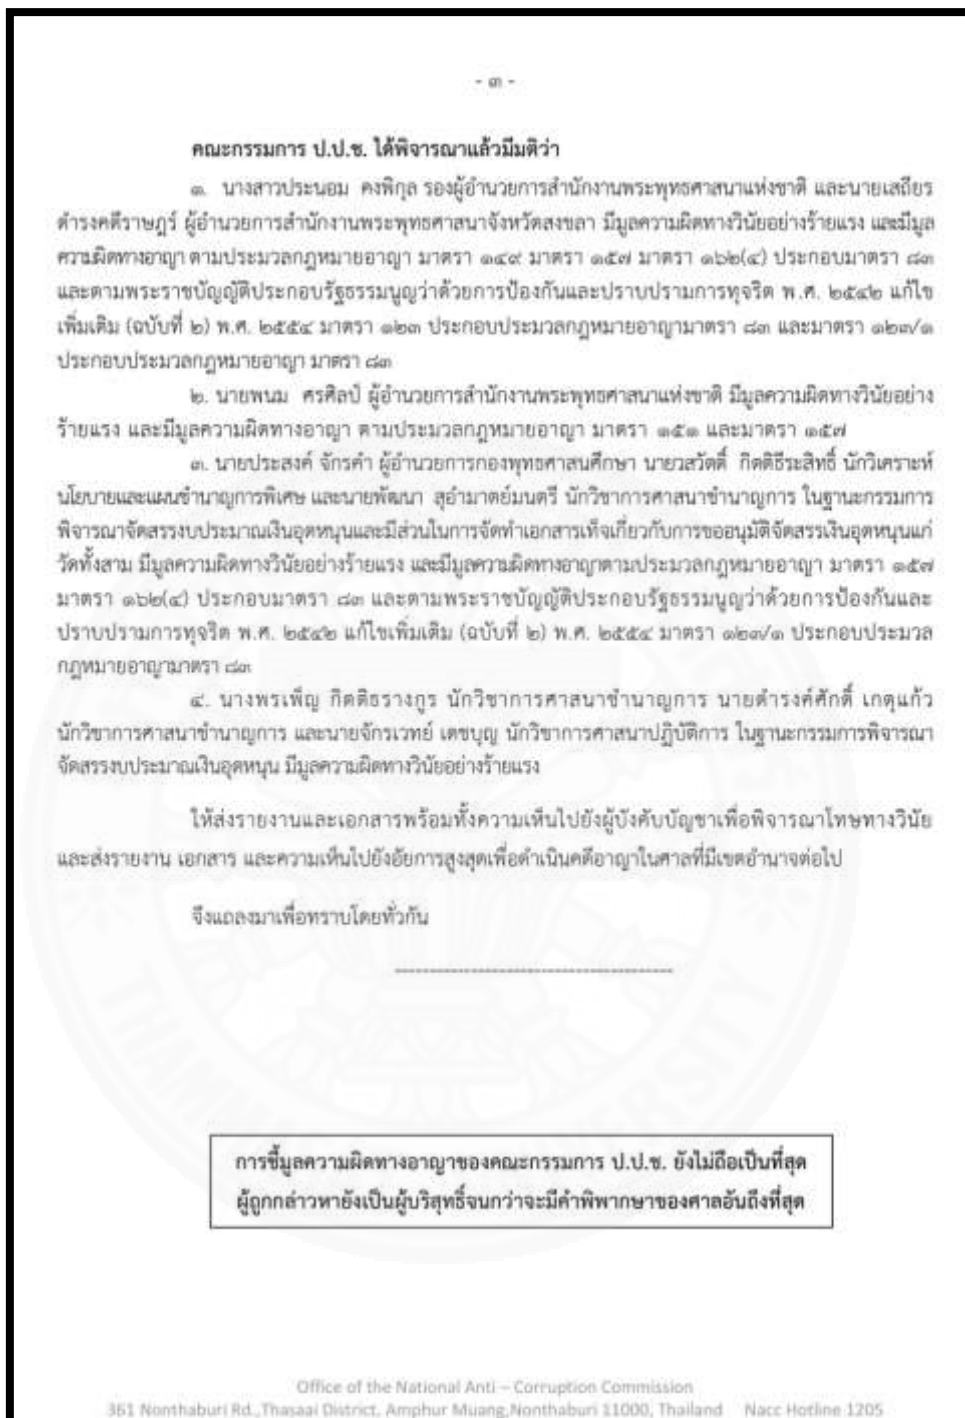 - ๓ -
คณะกรรมการ ป.ป.ช. ได้พิจารณาแล้วมีมติว่า
๑. นางสาวประนอม คงพิกุล รองผู้อำนวยการสำนักงานพระพุทธศาสนาแห่งชาติ และนายเสถียร
ดำรงคดีราษฎร์ ผู้อำนวยการสำนักงานพระพุทธศาสนาจังหวัดสงขลา มีมูลความผิดทางวินัยอย่างร้ายแรง และมีมูล
ความผิดทางอาญา ตามประมวลกฎหมายอาญา มาตรา ๑๔๙ มาตรา ๑๕๗ มาตรา ๑๖๒(๔) ประกอบมาตรา ๘๓
และตามพระราชบัญญัติประกอบรัฐธรรมนูญว่าด้วยการป้องกันและปราบปรามการทุจริต พ.ศ. ๒๕๔๒ แก้ไข
เพิ่มเติม (ฉบับที่ ๒) พ.ศ. ๒๕๕๔ มาตรา ๑๒๓ ประกอบประมวลกฎหมายอาญามาตรา ๘๓ และมาตรา ๑๒๓/๑
ประกอบประมวลกฎหมายอาญา มาตรา ๘๓
๒. นายพนม ศรศิลป์ ผู้อำนวยการสำนักงานพระพุทธศาสนาแห่งชาติ มีมูลความผิดทางวินัยอย่าง
ร้ายแรง และมีมูลความผิดทางอาญา ตามประมวลกฎหมายอาญา มาตรา ๑๕๑ และมาตรา ๑๕๗
๓. นายประสงค์ จักรคำ ผู้อำนวยการกองพุทธศาสนศึกษา นายวสวัตติ์ กิตติธีระสิทธิ์ นักวิเคราะห์
นโยบายและแผนชำนาญการพิเศษ และนายพัฒนา สุอำมาตย์มนตรี นักวิชาการศาสนาชำนาญการ ในฐานะกรรมการ
พิจารณาจัดสรรงบประมาณเงินอุดหนุนและมีส่วนในการจัดทำเอกสารเท็จเกี่ยวกับการขออนุมัติจัดสรรเงินอุดหนุนแก่
วัดทั้งสาม มีมูลความผิดทางวินัยอย่างร้ายแรง และมีมูลความผิดทางอาญาตามประมวลกฎหมายอาญา มาตรา ๑๕๗
มาตรา ๑๖๒(๔) ประกอบมาตรา ๘๓ และตามพระราชบัญญัติประกอบรัฐธรรมนูญว่าด้วยการป้องกันและ
ปราบปรามการทุจริต พ.ศ. ๒๕๔๒ แก้ไขเพิ่มเติม (ฉบับที่ ๒) พ.ศ. ๒๕๕๔ มาตรา ๑๒๓/๑ ประกอบประมวล
กฎหมายอาญามาตรา ๘๓
๔. นางพรเพ็ญ กิตติธรางกูร นักวิชาการศาสนาชำนาญการ นายดำรงค์ศักดิ์ เกตุแก้ว
นักวิชาการศาสนาชำนาญการ และนายจักรเวทย์ เดชบุญ นักวิชาการศาสนาปฏิบัติการ ในฐานะกรรมการพิจารณา
จัดสรรงบประมาณเงินอุดหนุน มีมูลความผิดทางวินัยอย่างร้ายแรง
ให้ส่งรายงานและเอกสารพร้อมทั้งความเห็นไปยังผู้บังคับบัญชาเพื่อพิจารณาโทษทางวินัย
และส่งรายงาน เอกสาร และความเห็นไปยังอัยการสูงสุดเพื่อดำเนินคดีอาญาในศาลที่มีเขตอำนาจต่อไป
จึงแถลงมาเพื่อทราบโดยทั่วกัน
----------------------------------------
การชี้มูลความผิดทางอาญาของคณะกรรมการ ป.ป.ช. ยังไม่ถือเป็นที่สุด
ผู้ถูกกล่าวหายังเป็นผู้บริสุทธิ์จนกว่าจะมีคำพิพากษาของศาลอันถึงที่สุด
Office of the National Anti – Corruption Commission
361 Nonthaburi Rd.,Thasaai District, Amphur Muang,Nonthaburi 11000, Thailand Nacc Hotline 1205